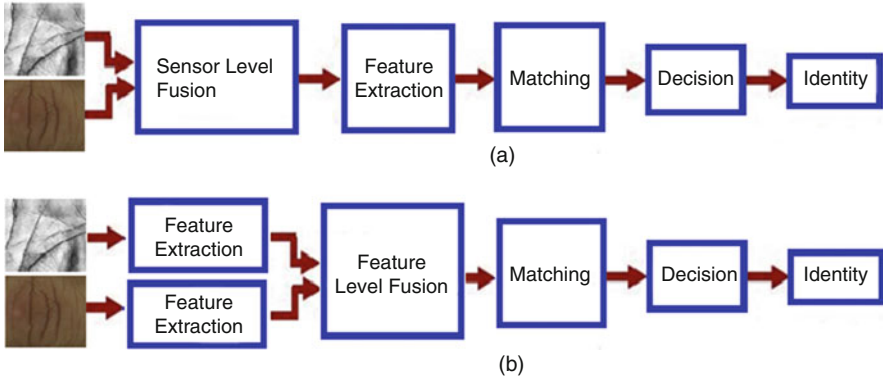 Sensor Level
Fusion
Feature
Extraction
Matching
Decision
Identity
(a)
Feature
Extraction
Feature
Extraction
Feature
Level Fusion
Matching
Decision
Identity
(b)